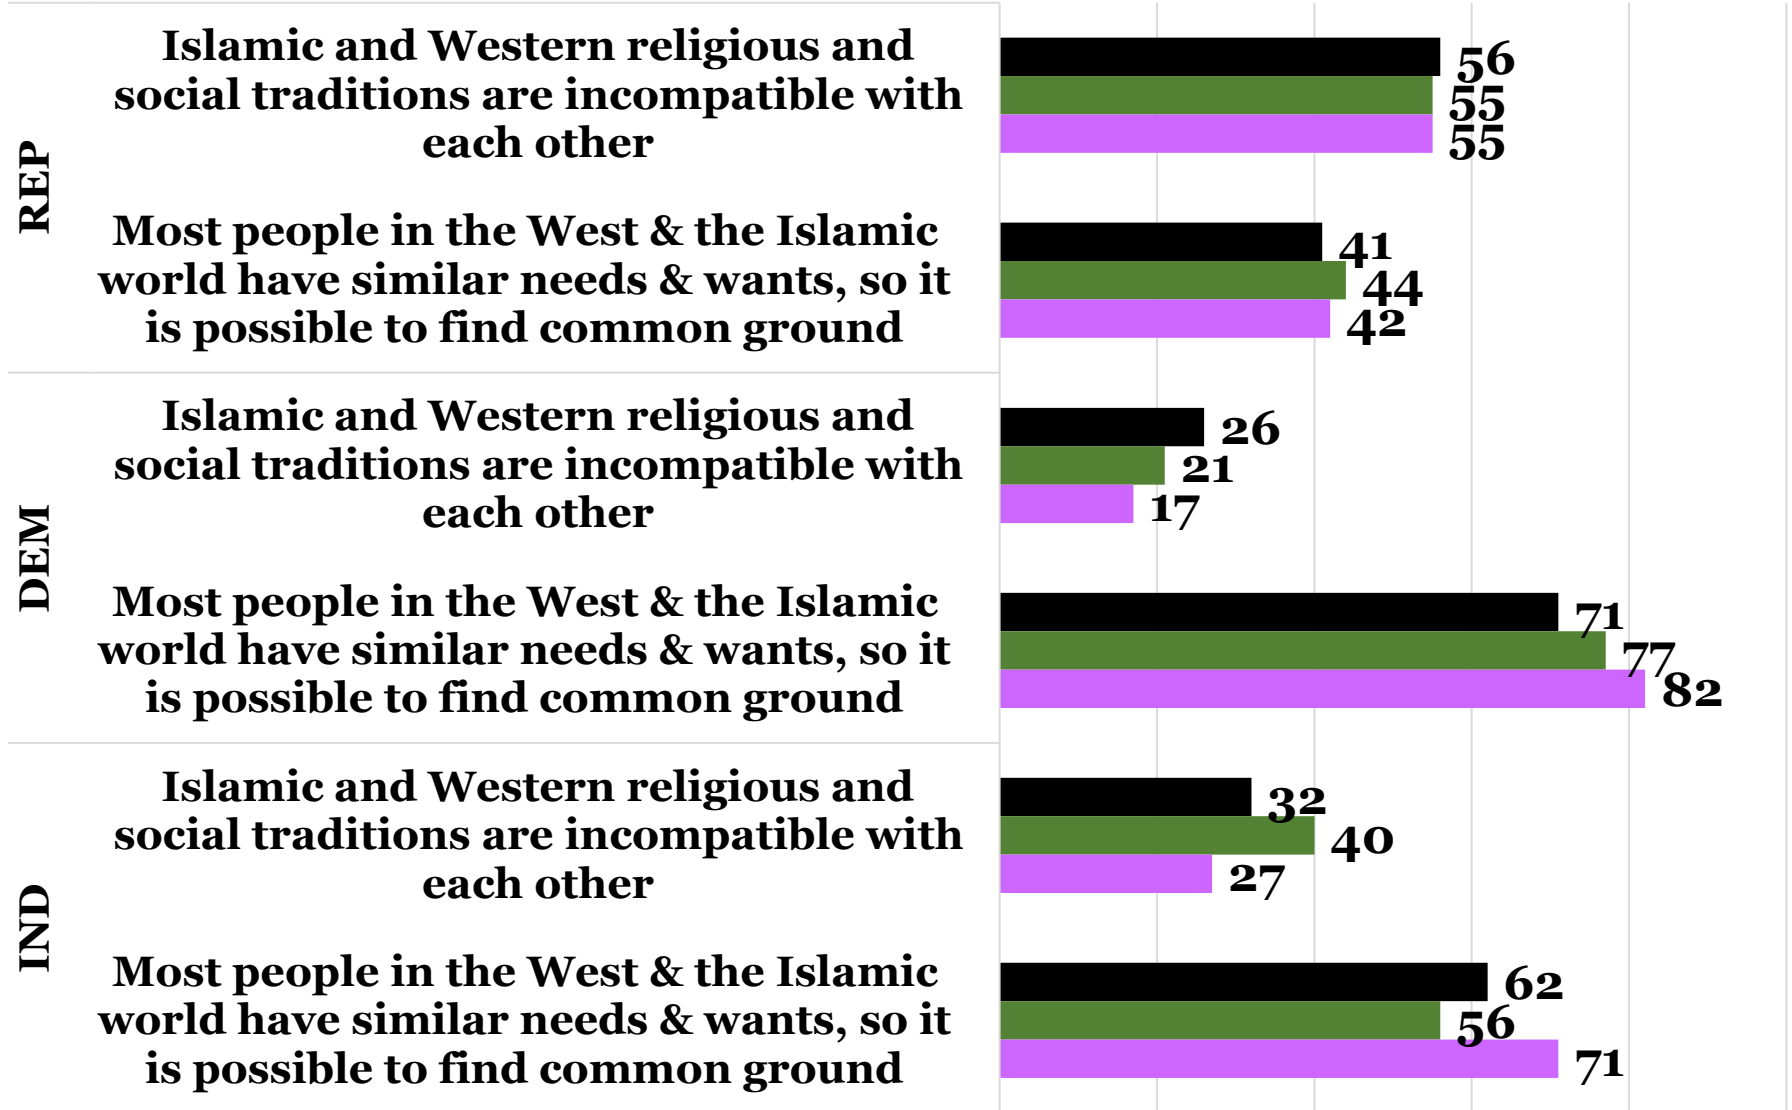 REP
Islamic and Western religious and
social traditions are incompatible with
each other
56
55
55
Most people in the West & the Islamic
world have similar needs & wants, so it
is possible to find common ground
41
44
42
DEM
Islamic and Western religious and
social traditions are incompatible with
each other
26
21
17
Most people in the West & the Islamic
world have similar needs & wants, so it
is possible to find common ground
71
77
82
IND
Islamic and Western religious and
social traditions are incompatible with
each other
32
40
27
Most people in the West & the Islamic
world have similar needs & wants, so it
is possible to find common ground
62
56
71